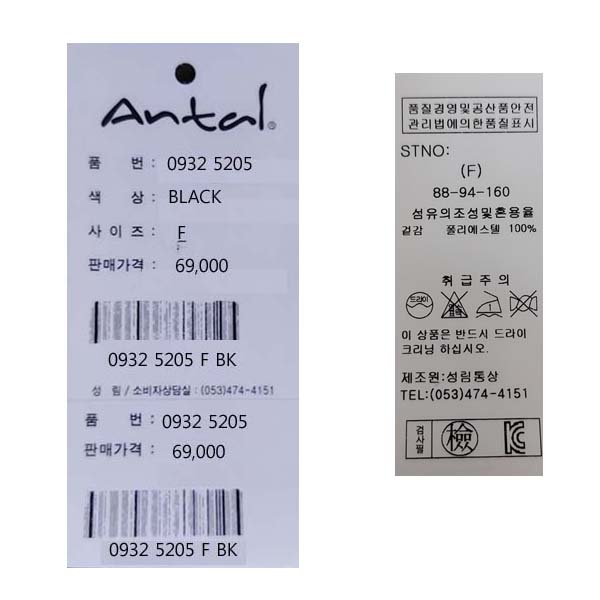 Antal®
품 번 : 0932 5205
색 상 : BLACK
사 이 즈 : F
판매가격 : 69,000
0932 5205 F BK
성 림 / 소비자상담실 : (053)474-4151
품 번 : 0932 5205
판매가격 : 69,000
0932 5205 F BK
품질경영및공산품안전
관리법에의한품질표시
STNO:
(F)
88-94-160
섬유의조성및혼용율
겉감 폴리에스텔 100%
취 급 주 의
드라이
이 상품은 반드시 드라이
크리닝 하십시오.
제조원:성림통상
TEL:(053)474-4151
검사필 檢 KC